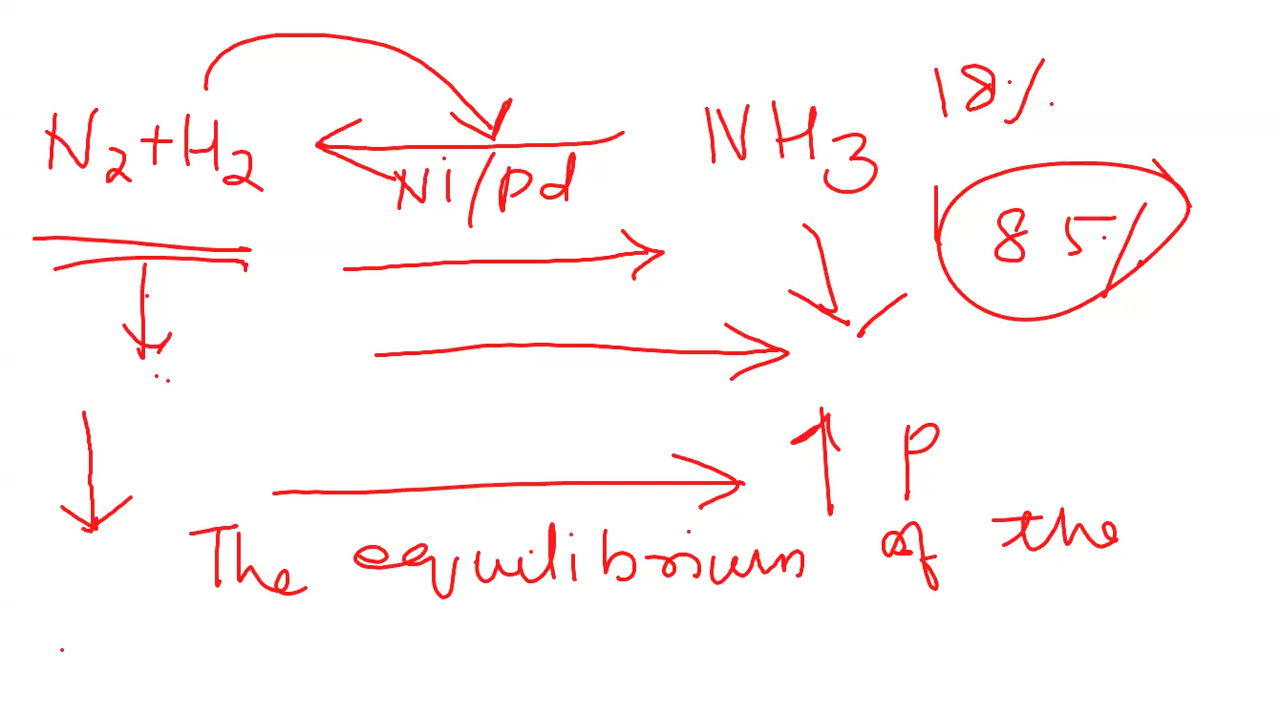 N2+H2 NH3 18%
Ni/Pd
85%
P
The equilibrium of the